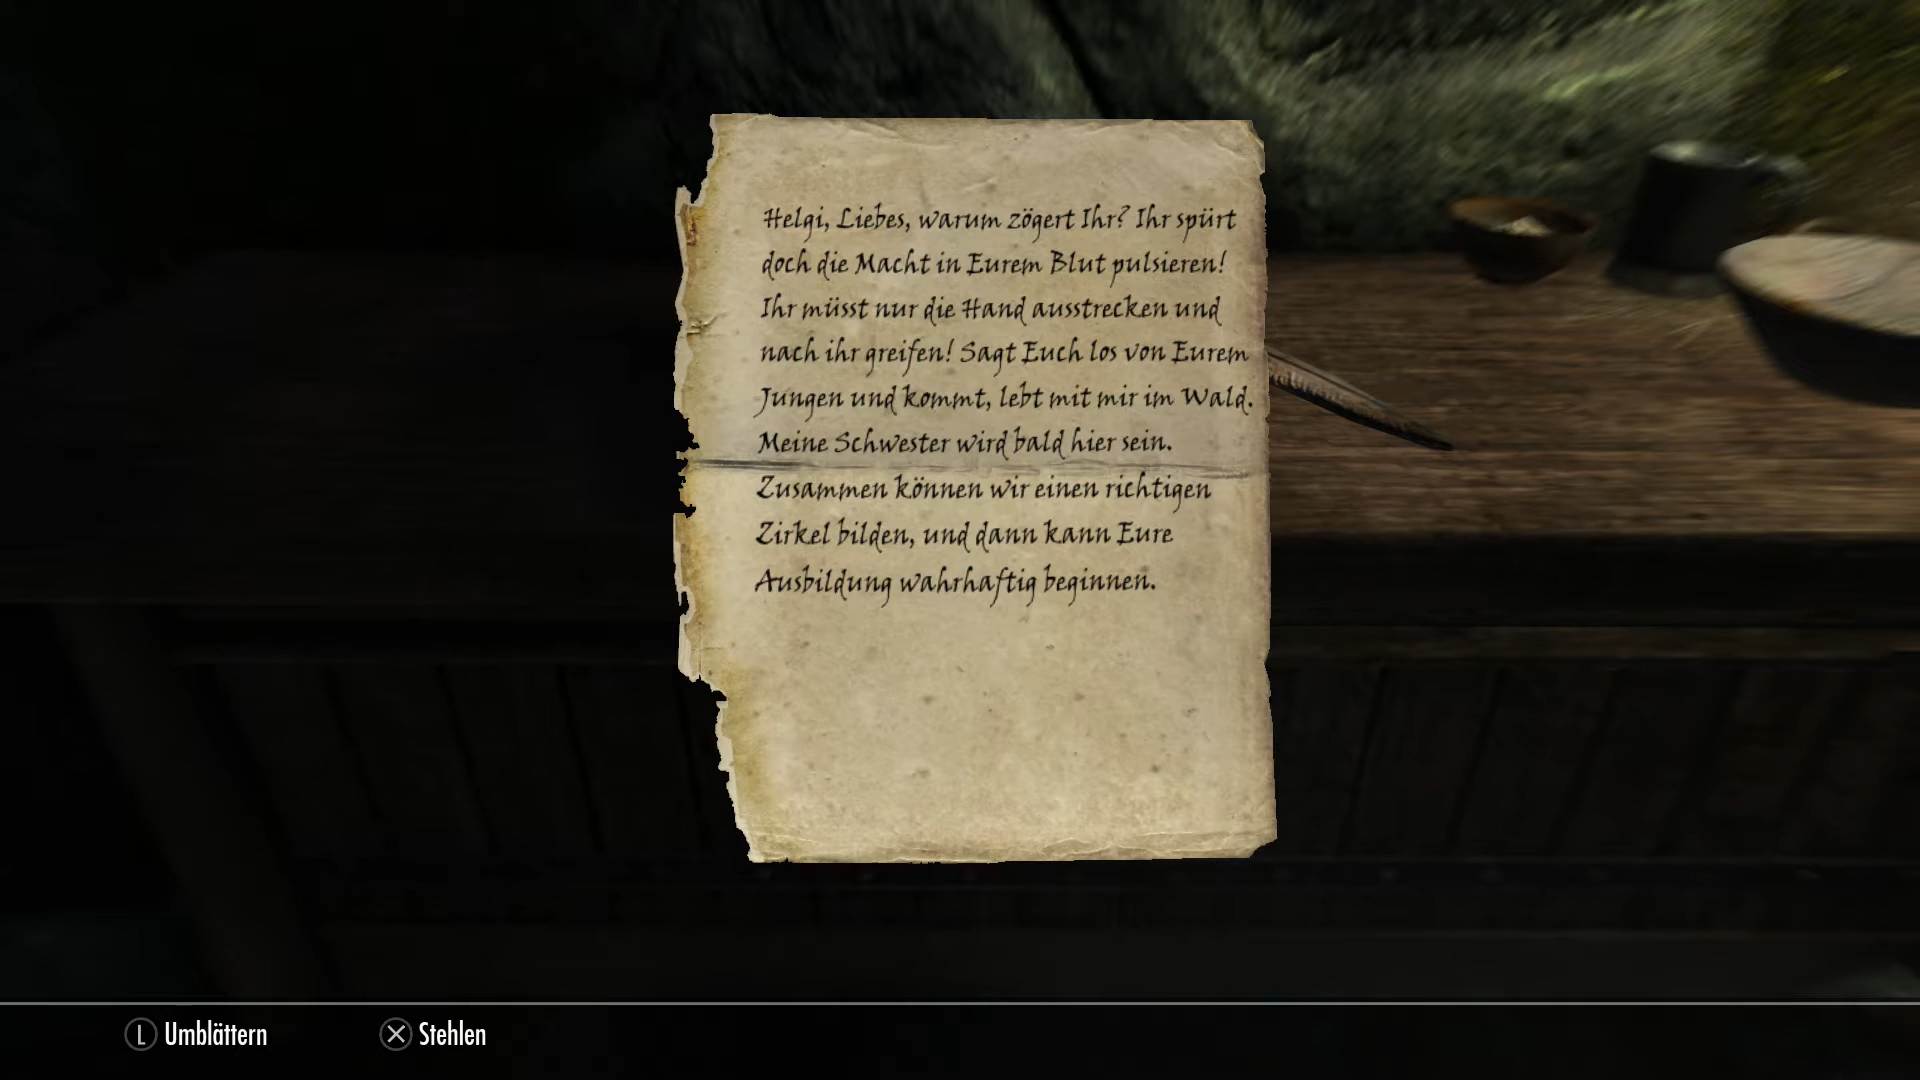 Helgi, Liebes, warum zögert Ihr? Ihr spürt
doch die Macht in Eurem Blut pulsieren!
Ihr müsst nur die Hand ausstrecken und
nach ihr greifen! Sagt Euch los von Eurem
Jungen und kommt, lebt mit mir im Wald.
Meine Schwester wird bald hier sein.
Zusammen können wir einen richtigen
Zirkel bilden, und dann kann Eure
Ausbildung wahrhaftig beginnen.
L Umblättern X Stehlen